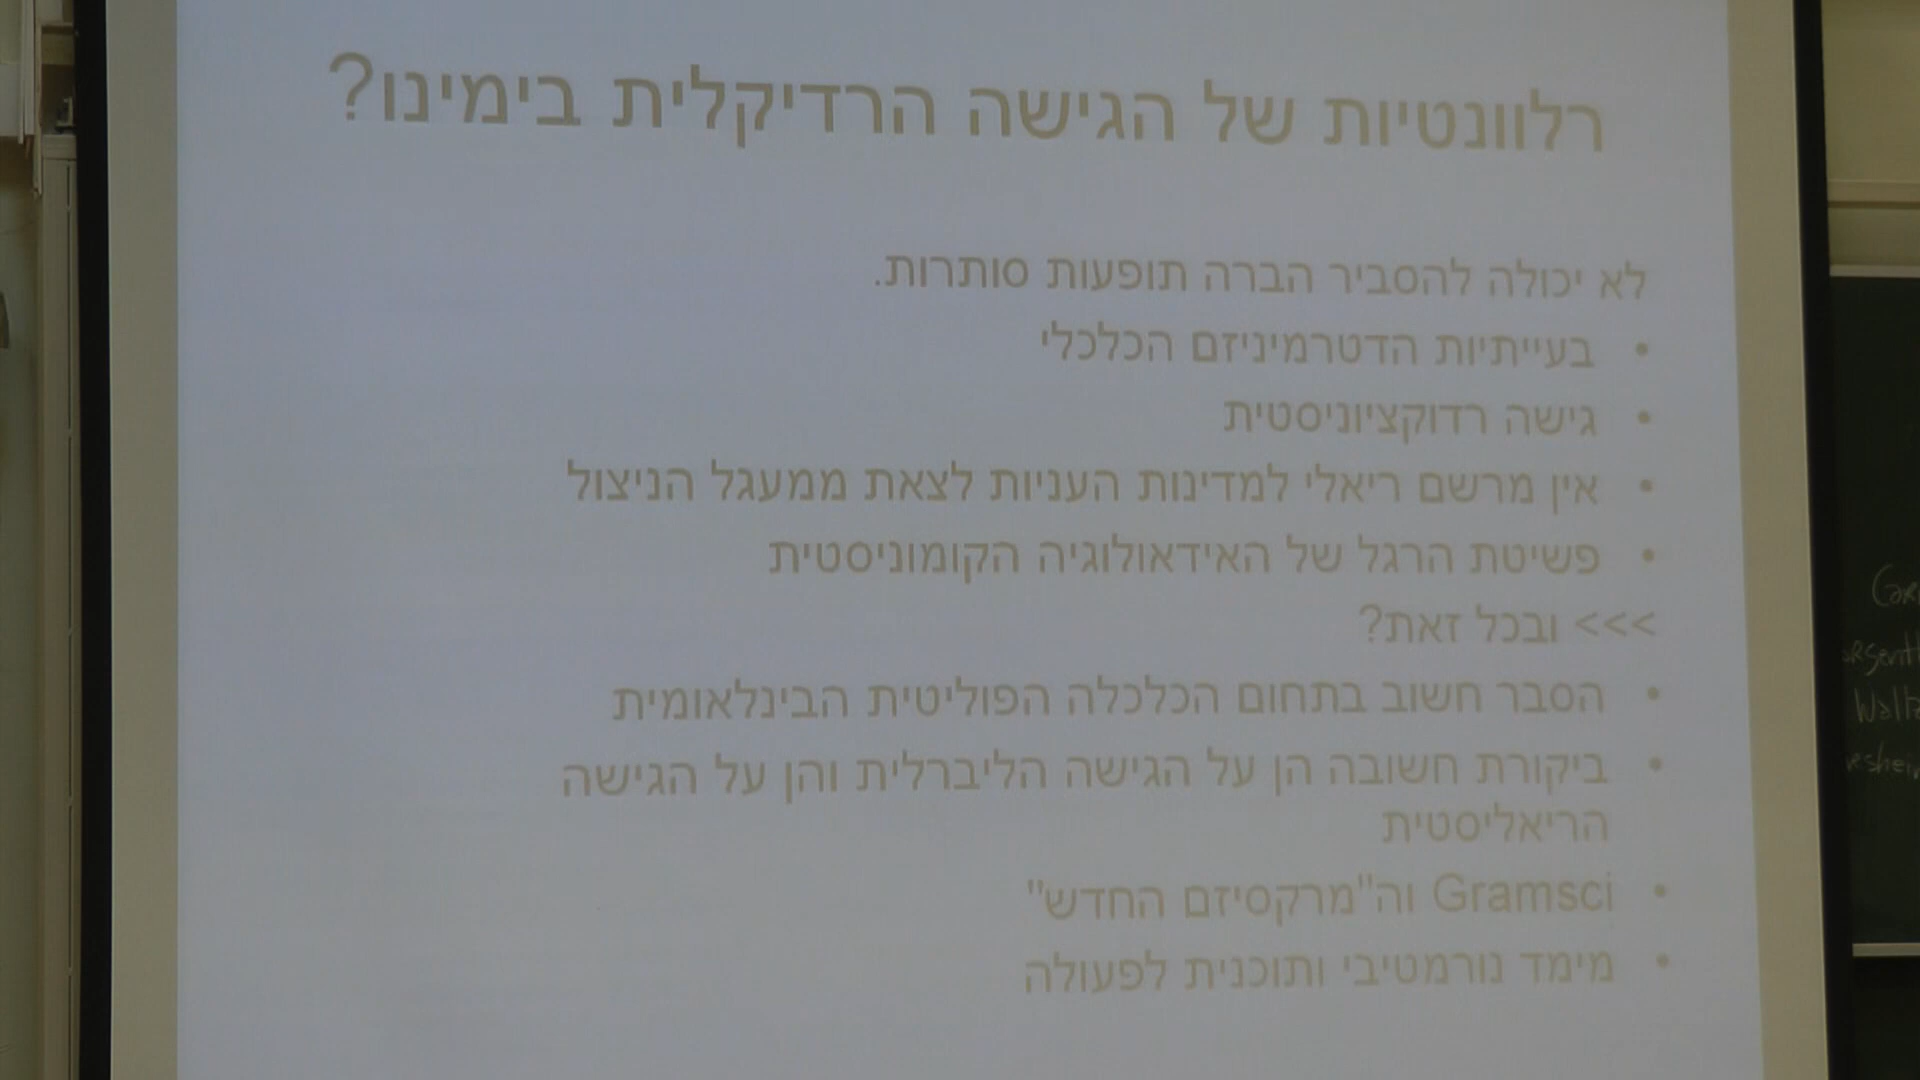 רלוונטיות של הגישה הרדיקלית בימינו?
לא יכולה להסביר הברה תופעות סותרות.
• בעייתיות הדטרמיניזם הכלכלי
• גישה רדוקציוניסטית
• אין מרשם ריאלי למדינות העניות לצאת ממעגל הניצול
• פשיטת הרגל של האידאולוגיה הקומוניסטית
>>> ובכל זאת?
• הסבר חשוב בתחום הכלכלה הפוליטית הבינלאומית
• ביקורת חשובה הן על הגישה הליברלית והן על הגישה
הריאליסטית
• Gramsci וה"מרקסיזם החדש"
• מימד נורמטיבי ותוכנית לפעולה